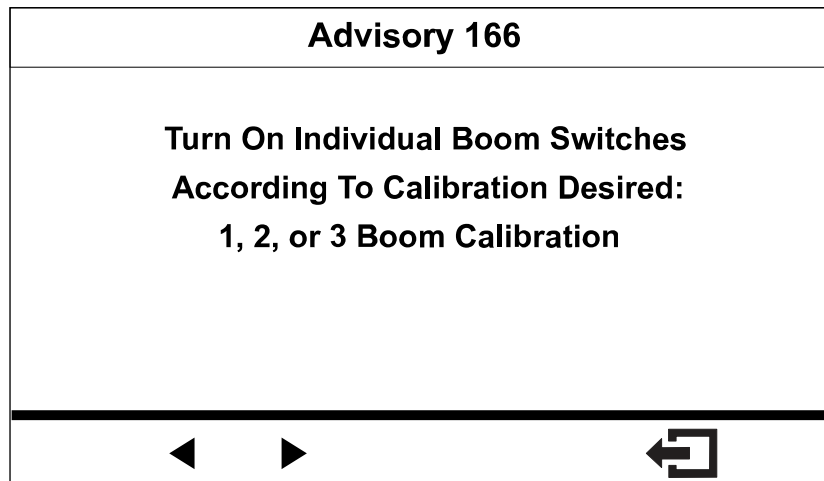 Advisory 166
Turn On Individual Boom Switches
According To Calibration Desired:
1, 2, or 3 Boom Calibration